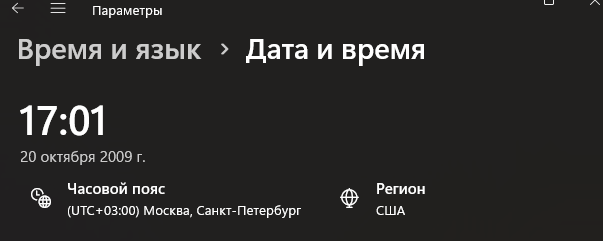 Параметры
Время и язык > Дата и время
17:01
20 октября 2009 г.
Часовой пояс
(UTC+03:00) Москва, Санкт-Петербург
Регион
США